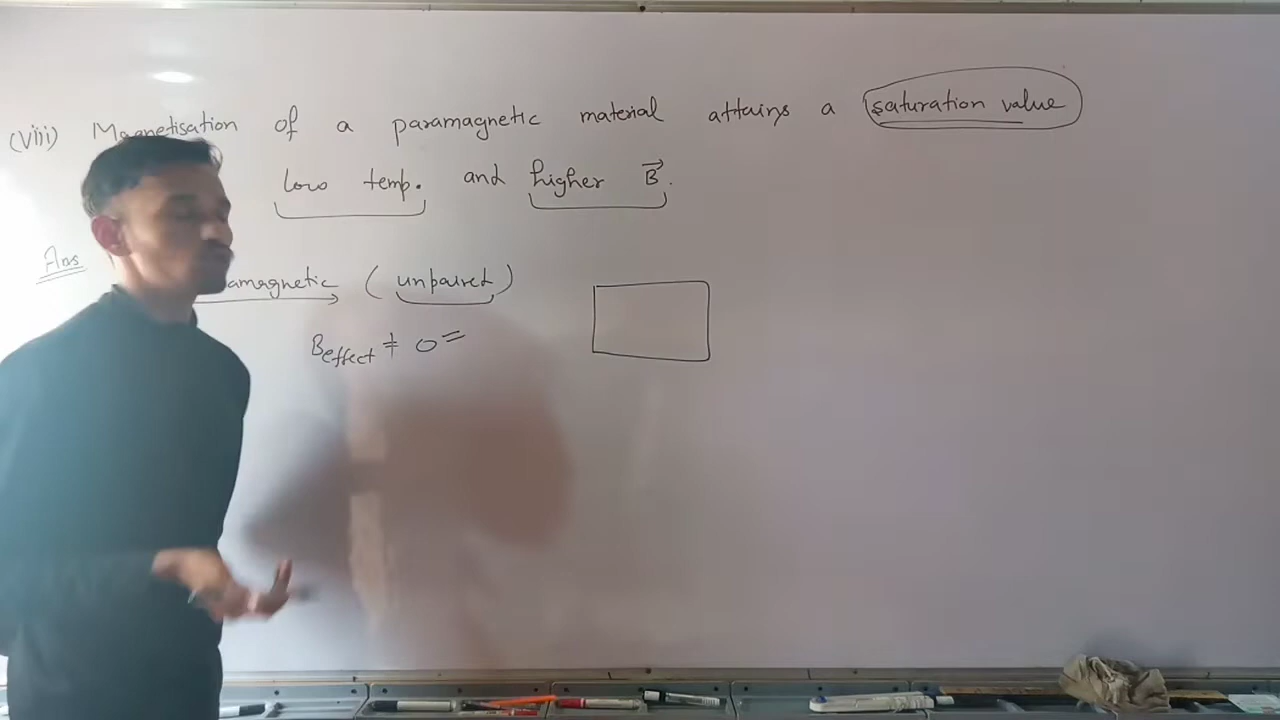 (viii) Magnetisation of a paramagnetic material attains a saturation value
low temp. and higher B⃗.
Ans
amagnetic (unpaired)
Beffect ≠ 0 =